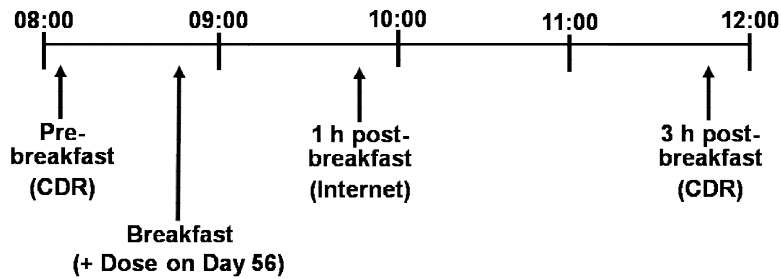 08:00 09:00 10:00 11:00 12:00
Pre-
breakfast
(CDR)
Breakfast
(+ Dose on Day 56)
1 h post-
breakfast
(Internet)
3 h post-
breakfast
(CDR)